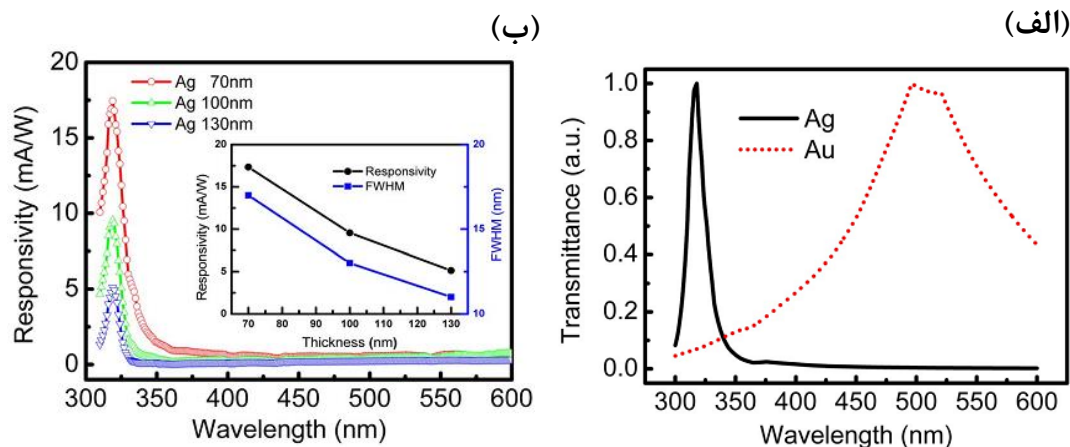 (الف)
1.0
0.8
0.6
0.4
0.2
0.0
Transmittance (a.u.)
Ag
Au
300 350 400 450 500 550 600
Wavelength (nm)
(ب)
20
15
10
5
0
Responsivity (mA/W)
Ag 70nm
Ag 100nm
Ag 130nm
20
15
10
5
0
Responsivity (mA/W)
Responsivity
FWHM
20
15
10
FWHM (nm)
70 80 90 100 110 120 130
Thickness (nm)
300 350 400 450 500 550 600
Wavelength (nm)